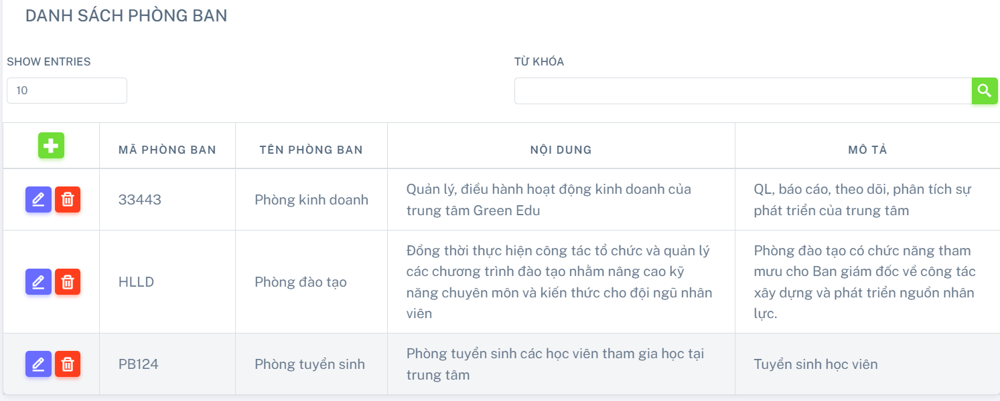 DANH SÁCH PHÒNG BAN
SHOW ENTRIES
TỪ KHÓA
10
MÃ PHÒNG BAN
TÊN PHÒNG BAN
NỘI DUNG
MÔ TẢ
33443
Phòng kinh doanh
Quản lý, điều hành hoạt động kinh doanh của
trung tâm Green Edu
QL, báo cáo, theo dõi, phân tích sự
phát triển của trung tâm
HLLD
Phòng đào tạo
Đồng thời thực hiện công tác tổ chức và quản lý
các chương trình đào tạo nhằm nâng cao kỹ
năng chuyên môn và kiến thức cho đội ngũ nhân
viên
Phòng đào tạo có chức năng tham
mưu cho Ban giám đốc về công tác
xây dựng và phát triển nguồn nhân
lực.
PB124
Phòng tuyển sinh
Phòng tuyển sinh các học viên tham gia học tại
trung tâm
Tuyển sinh học viên